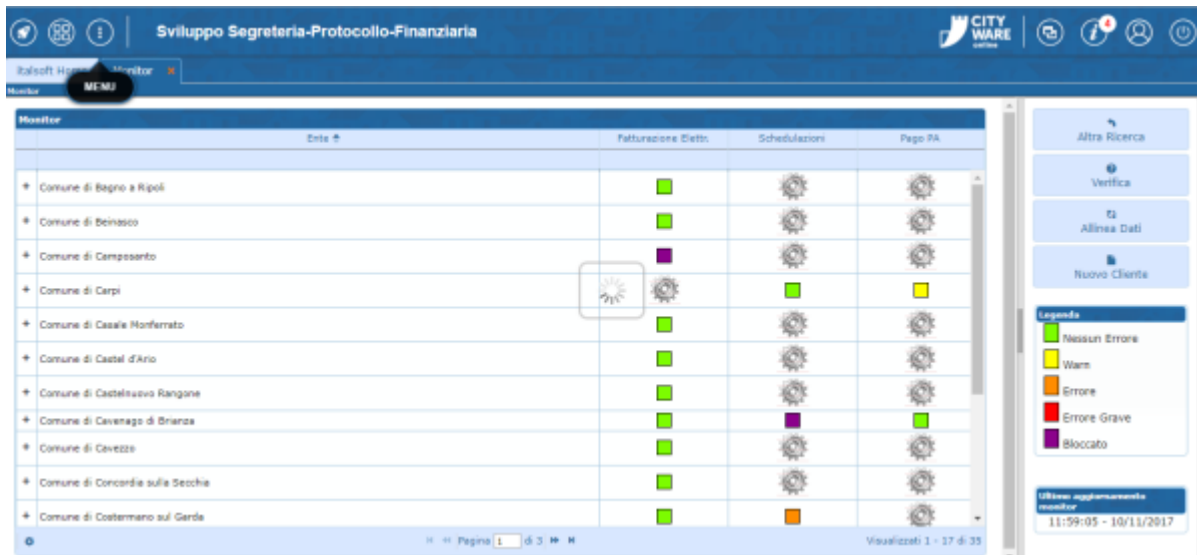 Sviluppo Segreteria-Protocollo-Finanziaria
CITY
WARE
online
4
italsoft
Monitor
MENU
Monitor
Monitor
Ente
Fatturazione Elettr.
Schedulazioni
Pago PA
Comune di Bagno a Ripoli
Comune di Beinasco
Comune di Camposanto
Comune di Carpi
Comune di Casale Monferrato
Comune di Castel d'Ario
Comune di Castelnuovo Rangone
Comune di Cavenago di Brianza
Comune di Cavezzo
Comune di Concordia sulla Secchia
Comune di Costermano sul Garda
Pagina 1 di 3
Visualizzati 1 - 17 di 35
Altra Ricerca
Verifica
Allinea Dati
Nuovo Cliente
Legenda
Nessun Errore
Warn
Errore
Errore Grave
Bloccato
Ultimo aggiornamento
monitor
11:59:05 - 10/11/2017